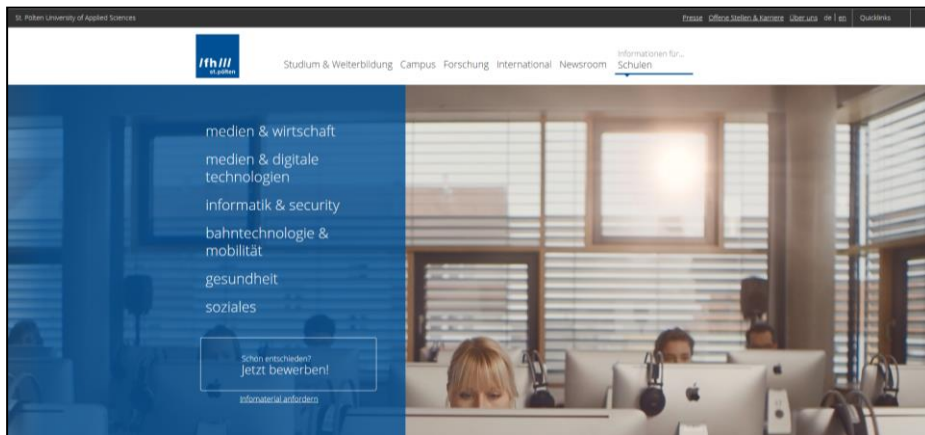 St. Pölten University of Applied Sciences
Presse Offene Stellen & Karriere Über uns de | en Quicklinks
/fh///
st.pölten
Studium & Weiterbildung Campus Forschung International Newsroom
Informationen für...
Schulen
medien & wirtschaft
medien & digitale
technologien
informatik & security
bahntechnologie &
mobilität
gesundheit
soziales
Schon entschieden?
Jetzt bewerben!
Infomaterial anfordern